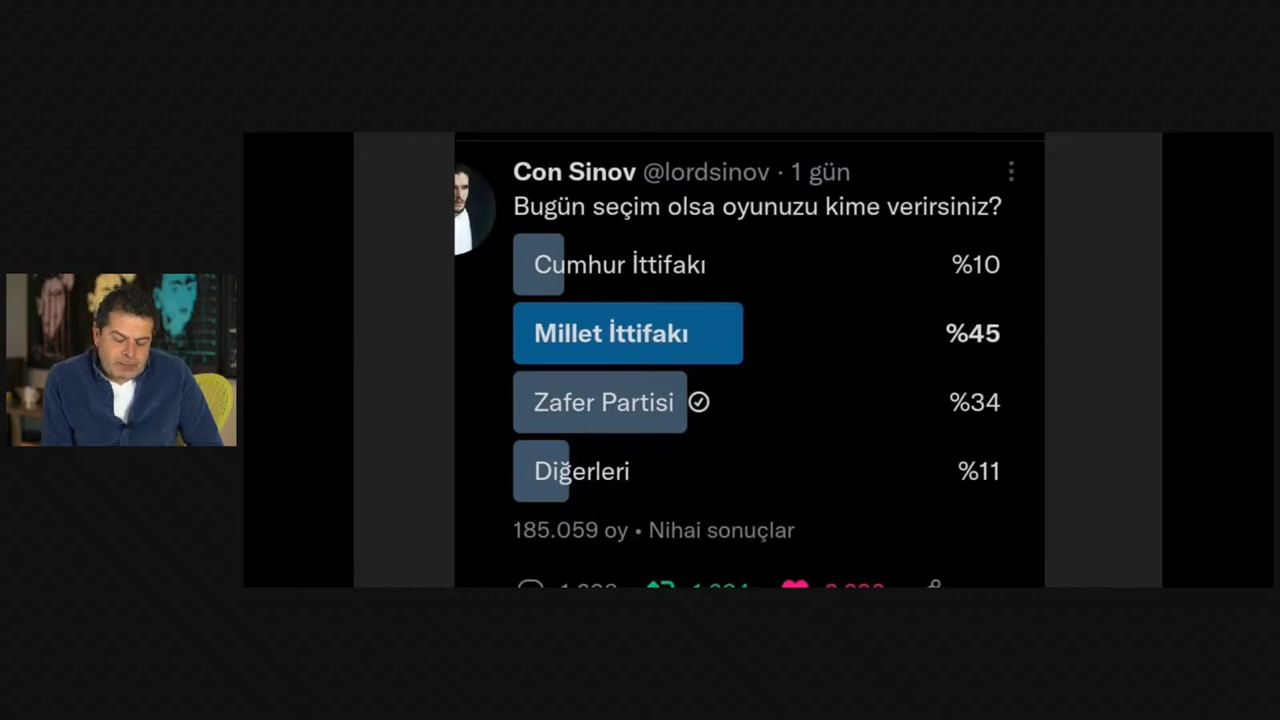 Con Sinov @lordsinov · 1 gün
Bugün seçim olsa oyunuzu kime verirsiniz?
Cumhur İttifakı %10
Millet İttifakı %45
Zafer Partisi %34
Diğerleri %11
185.059 oy • Nihai sonuçlar